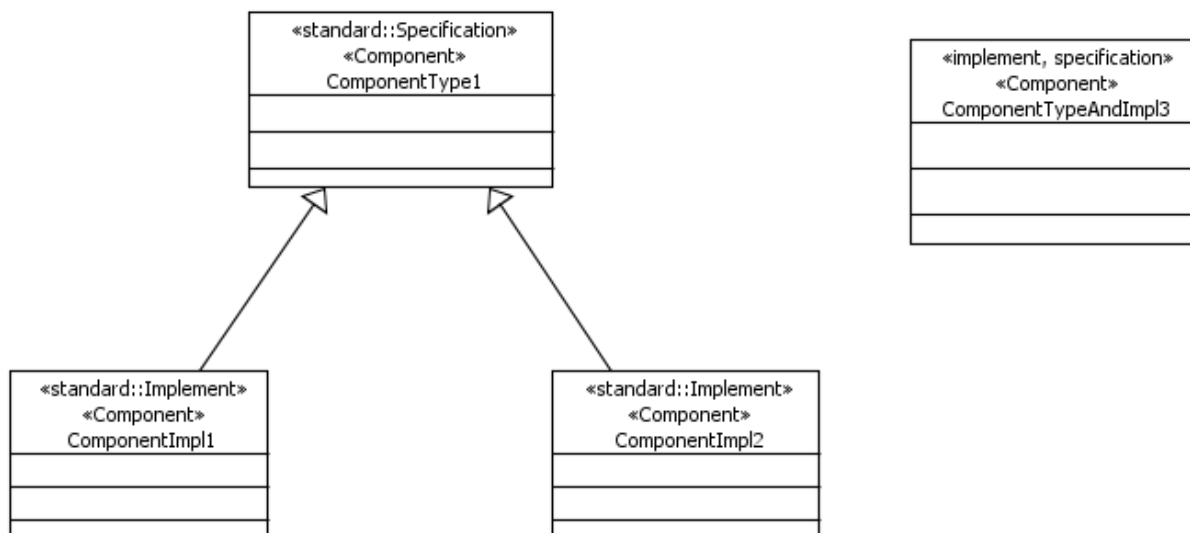 «standard::Specification»
«Component»
ComponentType1
«implement, specification»
«Component»
ComponentTypeAndImpl3
«standard::Implement»
«Component»
ComponentImpl1
«standard::Implement»
«Component»
ComponentImpl2